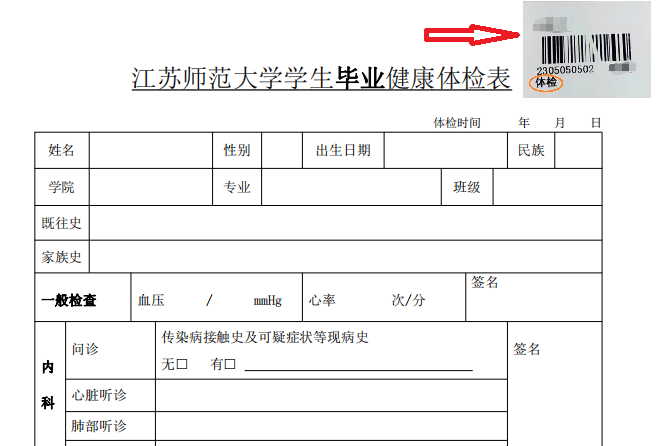 2305050502
体检
江苏师范大学学生毕业健康体检表
体检时间 年 月 日
姓名 性别 出生日期 民族
学院 专业 班级
既往史
家族史
一般检查 血压 / mmHg 心率 次/分 签名
内科 问诊 传染病接触史及可疑症状等现病史 签名
无□ 有□
心脏听诊
肺部听诊